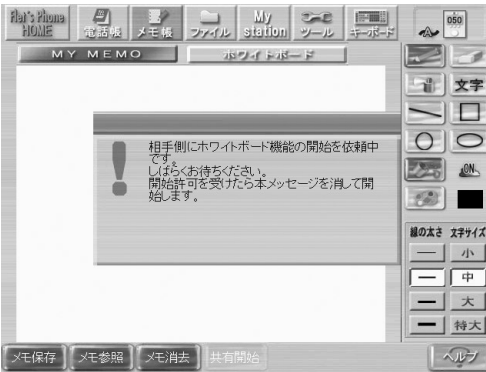 Flet's Phone
HOME
電話帳
メモ帳
ファイル
My
station
ツール
キーボード
050
MY MEMO
ホワイトボード
文字
相手側にホワイトボード機能の開始を依頼中
です。
しばらくお待ちください。
開始許可を受けたら本メッセージを消して開
始します。
ON
線の太さ 文字サイズ
小
中
大
特大
メモ保存 メモ参照 メモ消去 共有開始 ヘルプ